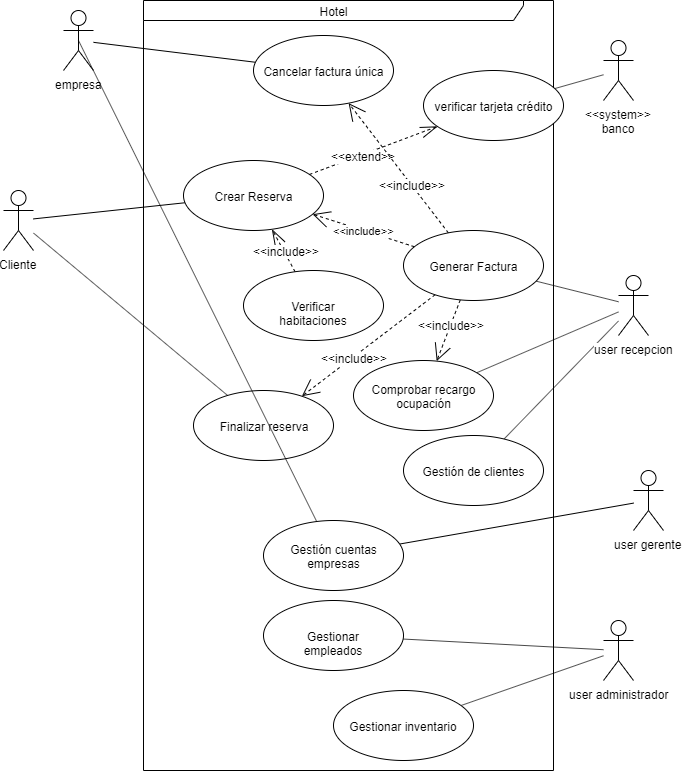 Hotel
empresa
Cancelar factura única
verificar tarjeta crédito
<<system>>
banco
<<extend>>
<<include>>
Crear Reserva
<<include>>
<<include>>
Cliente
Generar Factura
Verificar
habitaciones
<<include>>
user recepcion
<<include>>
Comprobar recargo
ocupación
Finalizar reserva
Gestión de clientes
user gerente
Gestión cuentas
empresas
Gestionar
empleados
user administrador
Gestionar inventario